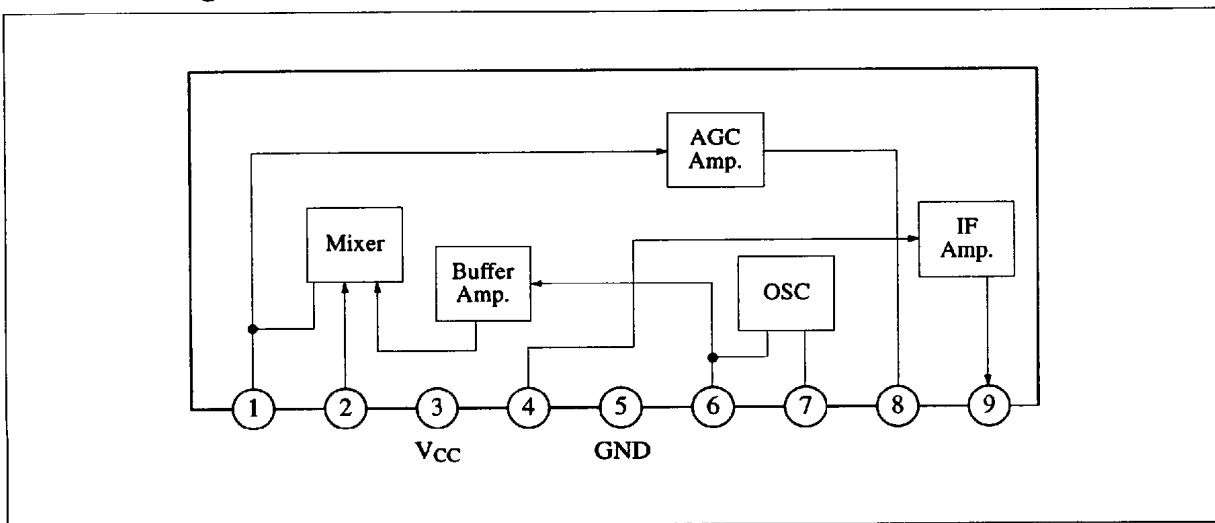 AGC
Amp.
Mixer
Buffer
Amp.
OSC
IF
Amp.
1 2 3 4 5 6 7 8 9
VCC GND